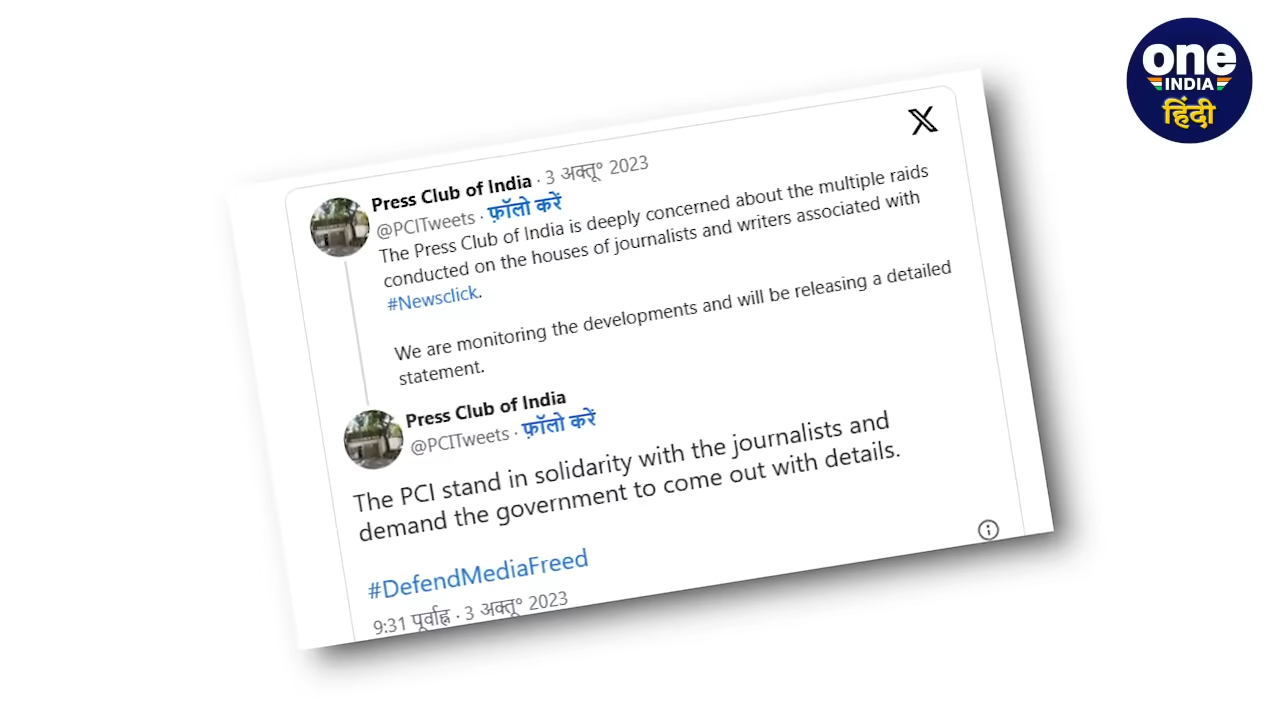 one
INDIA
हिंदी
Press Club of India · 3 अक्तू॰ 2023
@PCITweets · फ़ॉलो करें
The Press Club of India is deeply concerned about the multiple raids
conducted on the houses of journalists and writers associated with
#Newsclick.
We are monitoring the developments and will be releasing a detailed
statement.
Press Club of India
@PCITweets · फ़ॉलो करें
The PCI stand in solidarity with the journalists and
demand the government to come out with details.
#DefendMediaFreed
9:31 पूर्वाह्न · 3 अक्तू॰ 2023